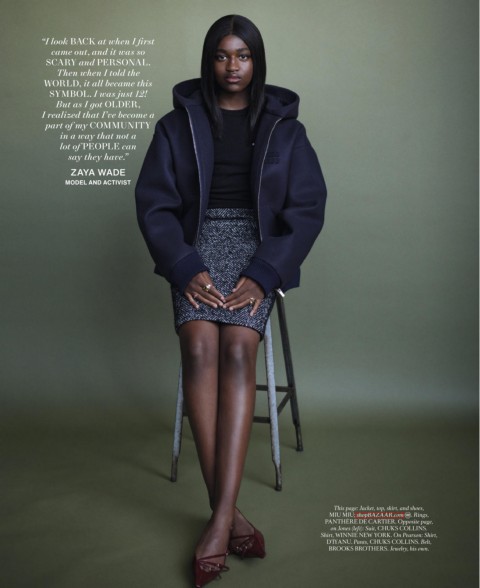 “I look BACK at when I first
came out, and it was so
SCARY and PERSONAL.
Then when I told the
WORLD, it all became this
SYMBOL. I was just 12!
But as I got OLDER,
I realized that I’ve become a
part of my COMMUNITY
in a way that not a
lot of PEOPLE can
say they have.”
ZAYA WADE
MODEL AND ACTIVIST
This page: Jacket, top, skirt, and shoes,
MIU MIU; shopBAZAAR.com. Rings,
PANTHÈRE DE CARTIER. Opposite page,
on Jones (left): Suit, CHUKS COLLINS.
Shirt, WINNIE NEW YORK. On Pearson: Shirt,
D’IYANU. Pants, CHUKS COLLINS. Belt,
BROOKS BROTHERS. Jewelry, his own.